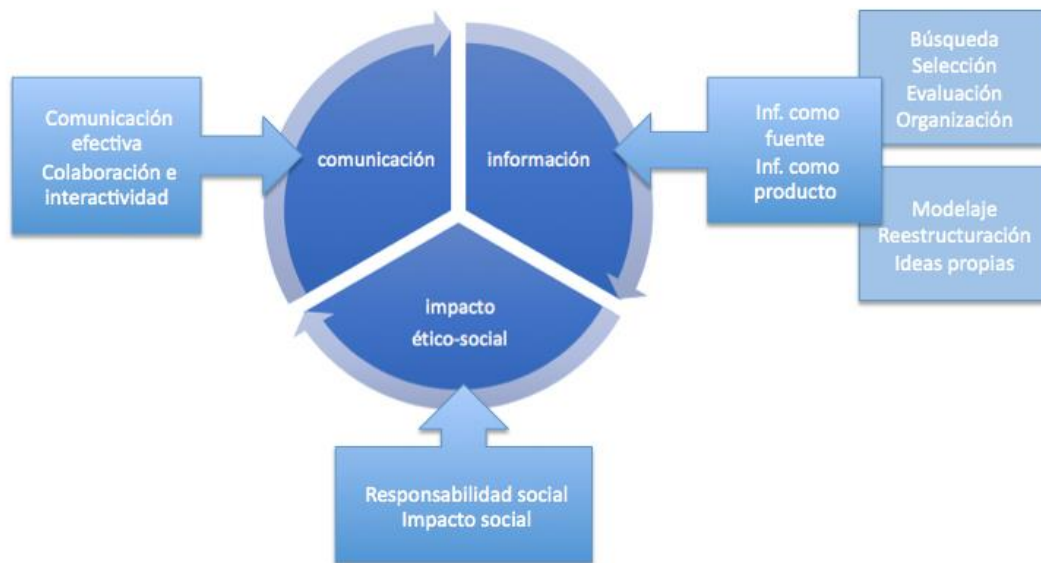 Comunicación
efectiva
Colaboración e
interactividad
comunicación
información
impacto
ético-social
Inf. como
fuente
Inf. como
producto
Búsqueda
Selección
Evaluación
Organización
Modelaje
Reestructuración
Ideas propias
Responsabilidad social
Impacto social